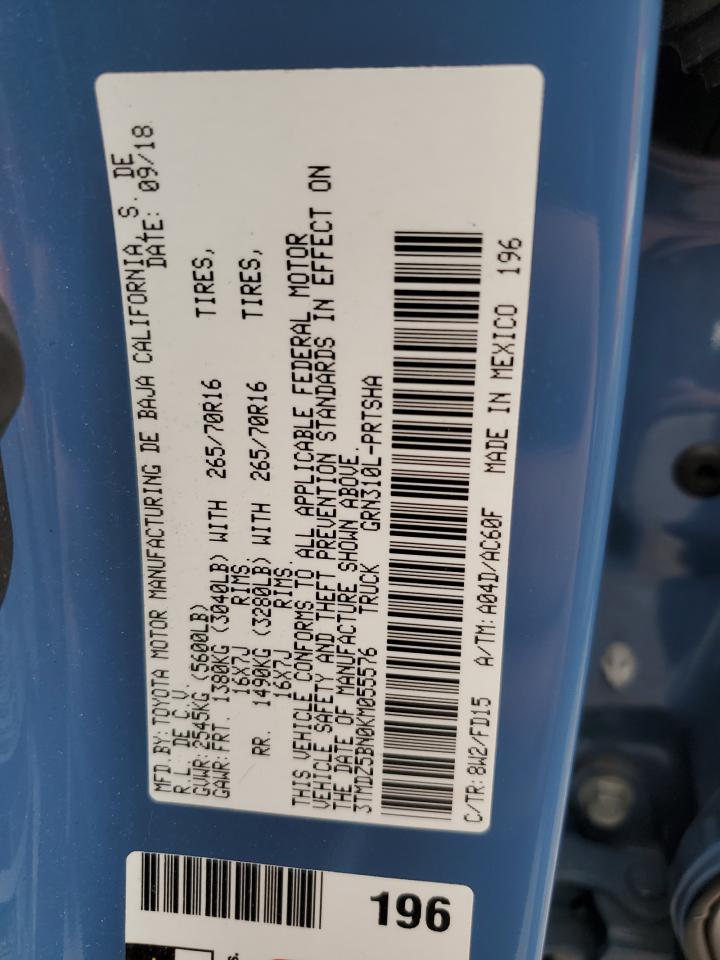 MFD.BY:TOYOTA MOTOR MANUFACTURING DE BAJA CALIFORNIA, S. DE
R.L. DE C.V. DATE: 09/18
GVWR:2545KG (5600LB)
GAWR:FRT. 1380KG (3040LB) WITH 265/70R16 TIRES,
16X7J RIMS.
RR. 1490KG (3280LB) WITH 265/70R16 TIRES,
16X7J RIMS.
THIS VEHICLE CONFORMS TO ALL APPLICABLE FEDERAL MOTOR
VEHICLE SAFETY AND THEFT PREVENTION STANDARDS IN EFFECT ON
THE DATE OF MANUFACTURE SHOWN ABOVE.
3TMDZ5BN0KM055576 TRUCK GRN310L-PRTSHA
C/TR:8W2/FD15 A/TM:A04D/AC60F MADE IN MEXICO 196
196
s.